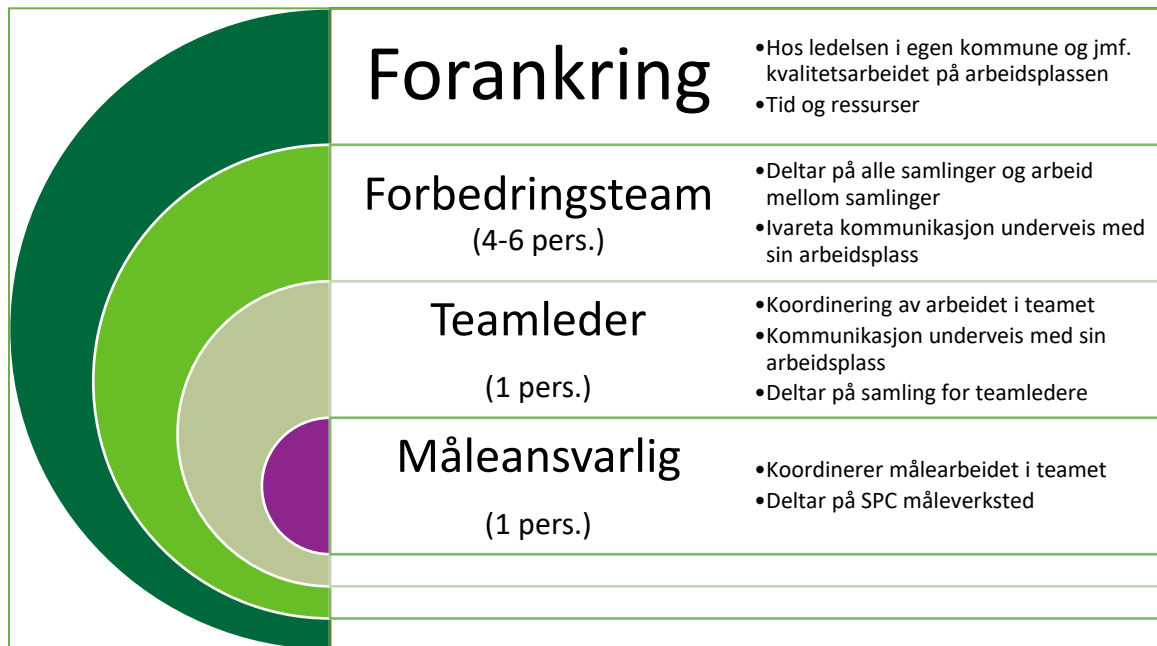 Forankring
•Hos ledelsen i egen kommune og jmf.
kvalitetsarbeidet på arbeidsplassen
•Tid og ressurser
Forbedringsteam
(4-6 pers.)
•Deltar på alle samlinger og arbeid
mellom samlinger
•Ivareta kommunikasjon underveis med
sin arbeidsplass
Teamleder
(1 pers.)
•Koordinering av arbeidet i teamet
•Kommunikasjon underveis med sin
arbeidsplass
•Deltar på samling for teamledere
Måleansvarlig
(1 pers.)
•Koordinerer målearbeidet i teamet
•Deltar på SPC måleverksted